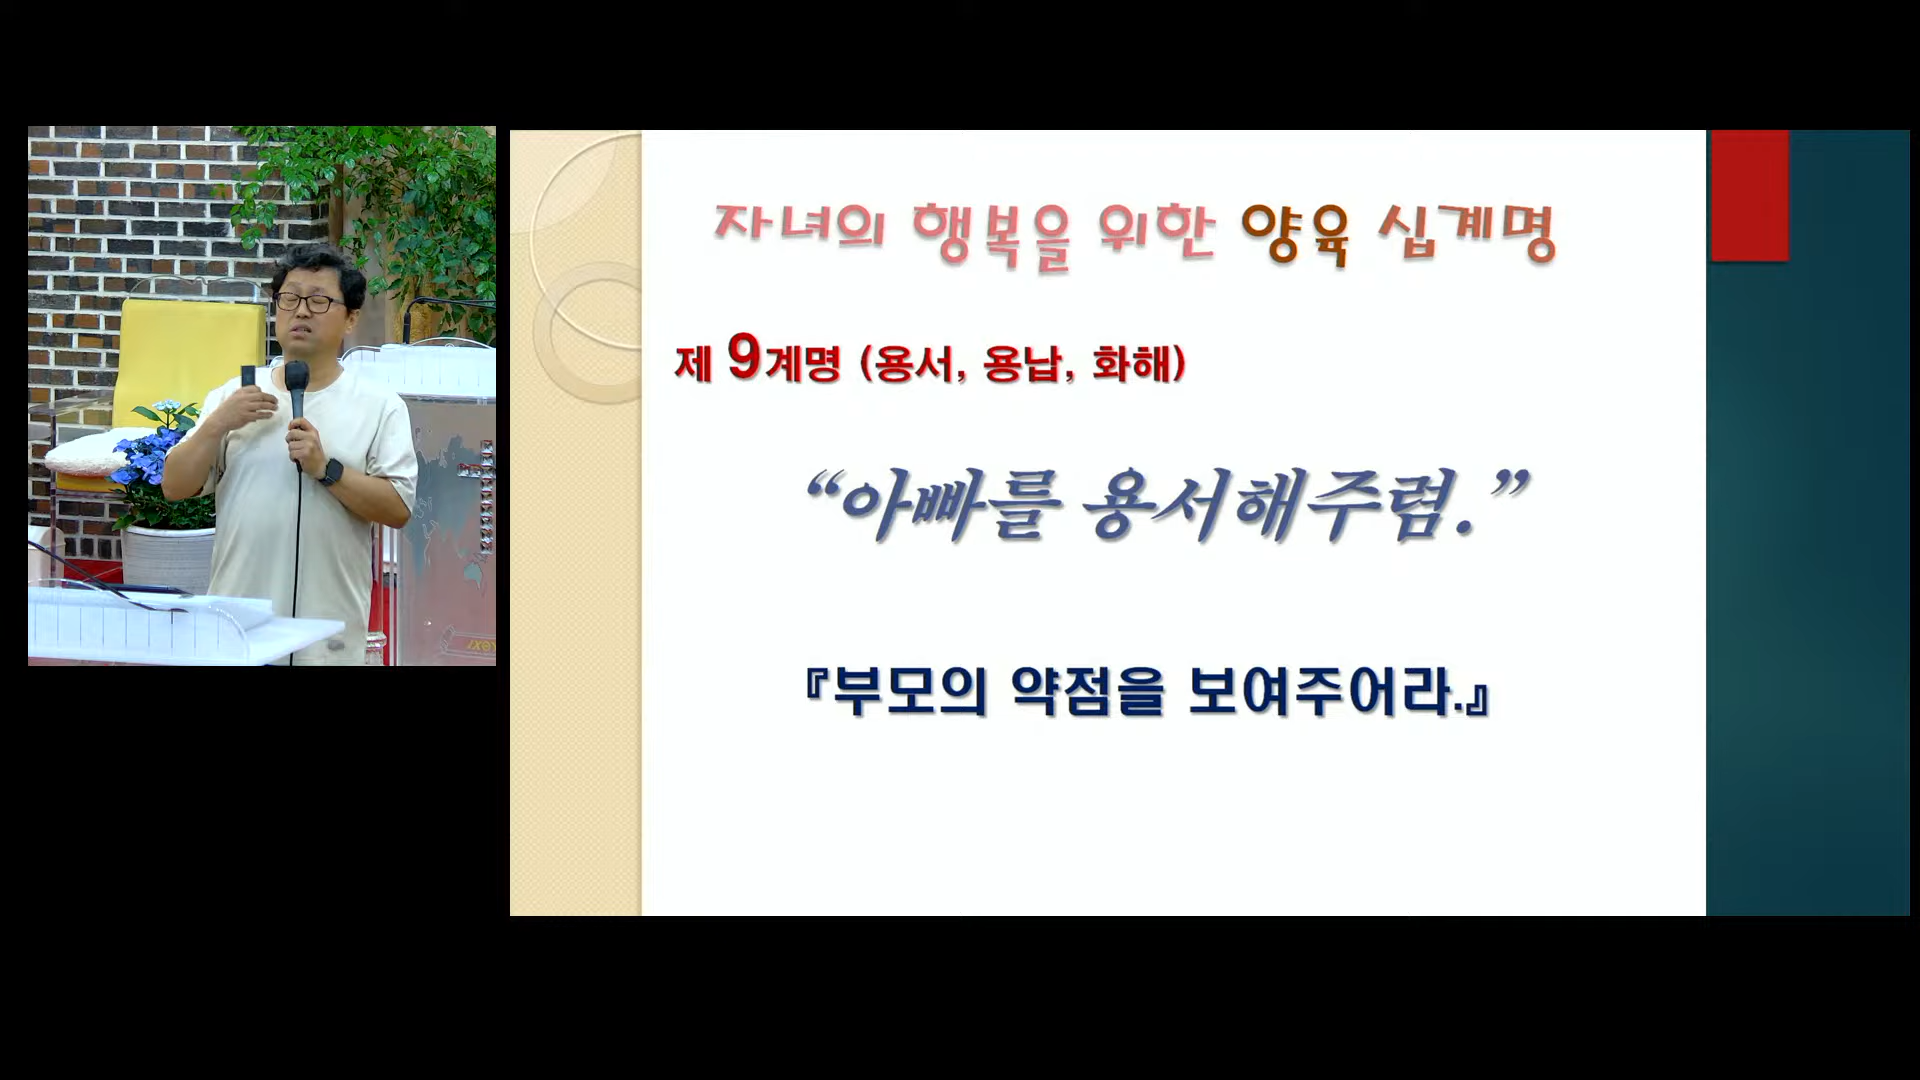 자녀의 행복을 위한 양육 십계명
제 9계명 (용서, 용납, 화해)
“아빠를 용서해주렴.”
『부모의 약점을 보여주어라.』